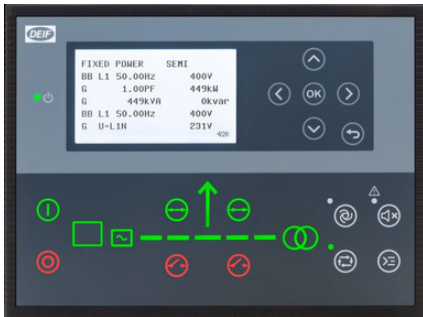 DEIF
FIXED POWER SEMI
BB L1 50.00Hz 400V
G 1.00PF 449kW
G 449kVA 0kvar
BB L1 50.00Hz 400V
G U-L1N 231V
4/20
OK